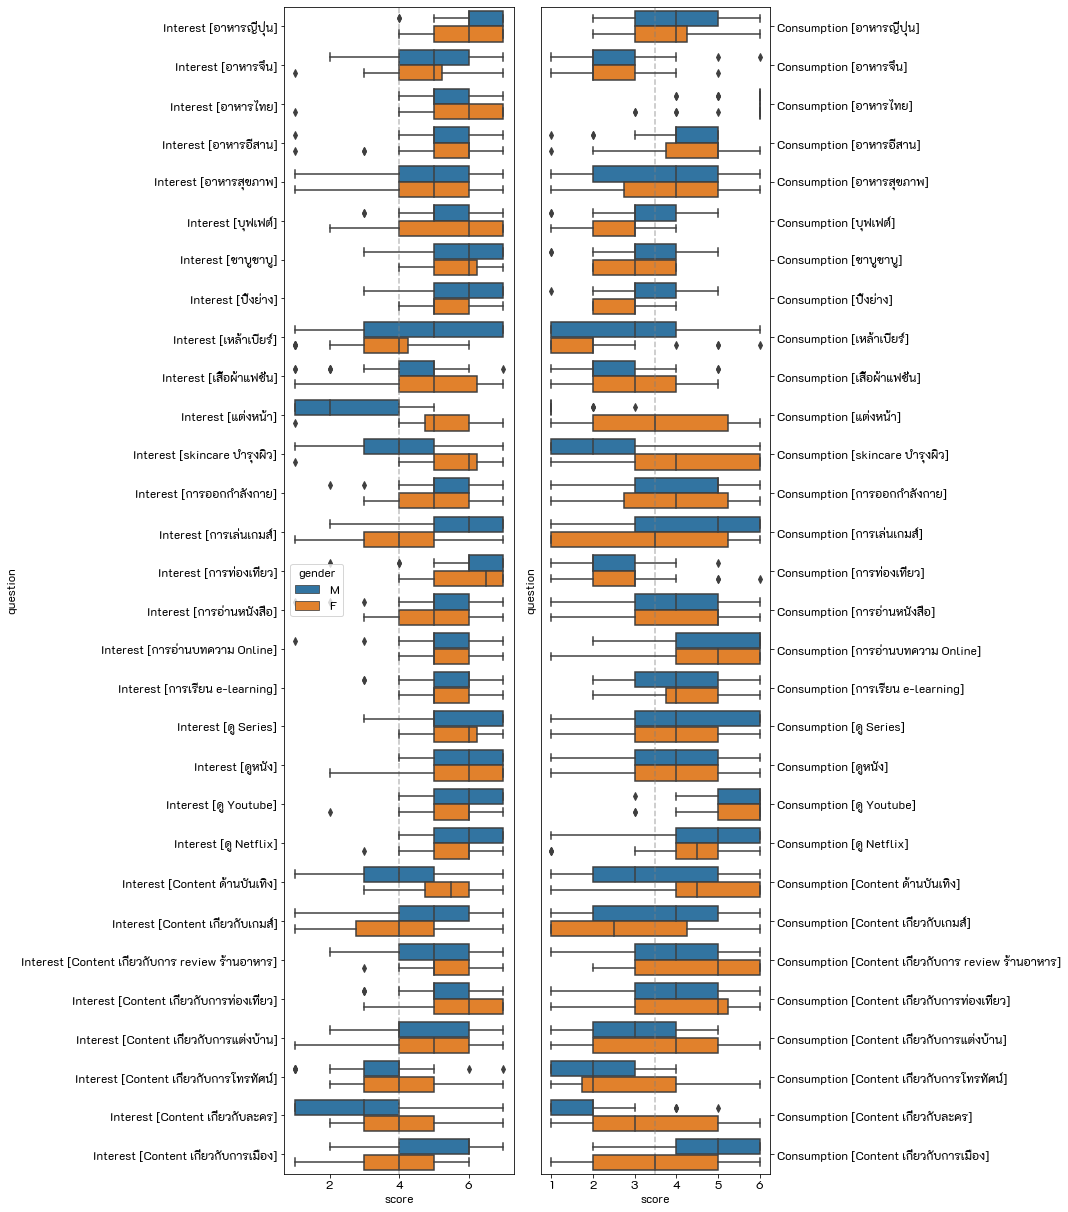 Interest [อาหารญี่ปุ่น]
Interest [อาหารจีน]
Interest [อาหารไทย]
Interest [อาหารอีสาน]
Interest [อาหารสุขภาพ]
Interest [บุฟเฟต์]
Interest [ชาบูชาบู]
Interest [ปิ้งย่าง]
Interest [เหล้าเบียร์]
Interest [เสื้อผ้าแฟชั่น]
Interest [แต่งหน้า]
Interest [skincare บำรุงผิว]
Interest [การออกกำลังกาย]
Interest [การเล่นเกมส์]
Interest [การท่องเที่ยว]
Interest [การอ่านหนังสือ]
Interest [การอ่านบทความ Online]
Interest [การเรียน e-learning]
Interest [ดู Series]
Interest [ดูหนัง]
Interest [ดู Youtube]
Interest [ดู Netflix]
Interest [Content ด้านบันเทิง]
Interest [Content เกี่ยวกับเกมส์]
Interest [Content เกี่ยวกับการ review ร้านอาหาร]
Interest [Content เกี่ยวกับการท่องเที่ยว]
Interest [Content เกี่ยวกับการแต่งบ้าน]
Interest [Content เกี่ยวกับการโทรทัศน์]
Interest [Content เกี่ยวกับละคร]
Interest [Content เกี่ยวกับการเมือง]
question
gender
M
F
2 4 6
score
question
Consumption [อาหารญี่ปุ่น]
Consumption [อาหารจีน]
Consumption [อาหารไทย]
Consumption [อาหารอีสาน]
Consumption [อาหารสุขภาพ]
Consumption [บุฟเฟต์]
Consumption [ชาบูชาบู]
Consumption [ปิ้งย่าง]
Consumption [เหล้าเบียร์]
Consumption [เสื้อผ้าแฟชั่น]
Consumption [แต่งหน้า]
Consumption [skincare บำรุงผิว]
Consumption [การออกกำลังกาย]
Consumption [การเล่นเกมส์]
Consumption [การท่องเที่ยว]
Consumption [การอ่านหนังสือ]
Consumption [การอ่านบทความ Online]
Consumption [การเรียน e-learning]
Consumption [ดู Series]
Consumption [ดูหนัง]
Consumption [ดู Youtube]
Consumption [ดู Netflix]
Consumption [Content ด้านบันเทิง]
Consumption [Content เกี่ยวกับเกมส์]
Consumption [Content เกี่ยวกับการ review ร้านอาหาร]
Consumption [Content เกี่ยวกับการท่องเที่ยว]
Consumption [Content เกี่ยวกับการแต่งบ้าน]
Consumption [Content เกี่ยวกับการโทรทัศน์]
Consumption [Content เกี่ยวกับละคร]
Consumption [Content เกี่ยวกับการเมือง]
1 2 3 4 5 6
score